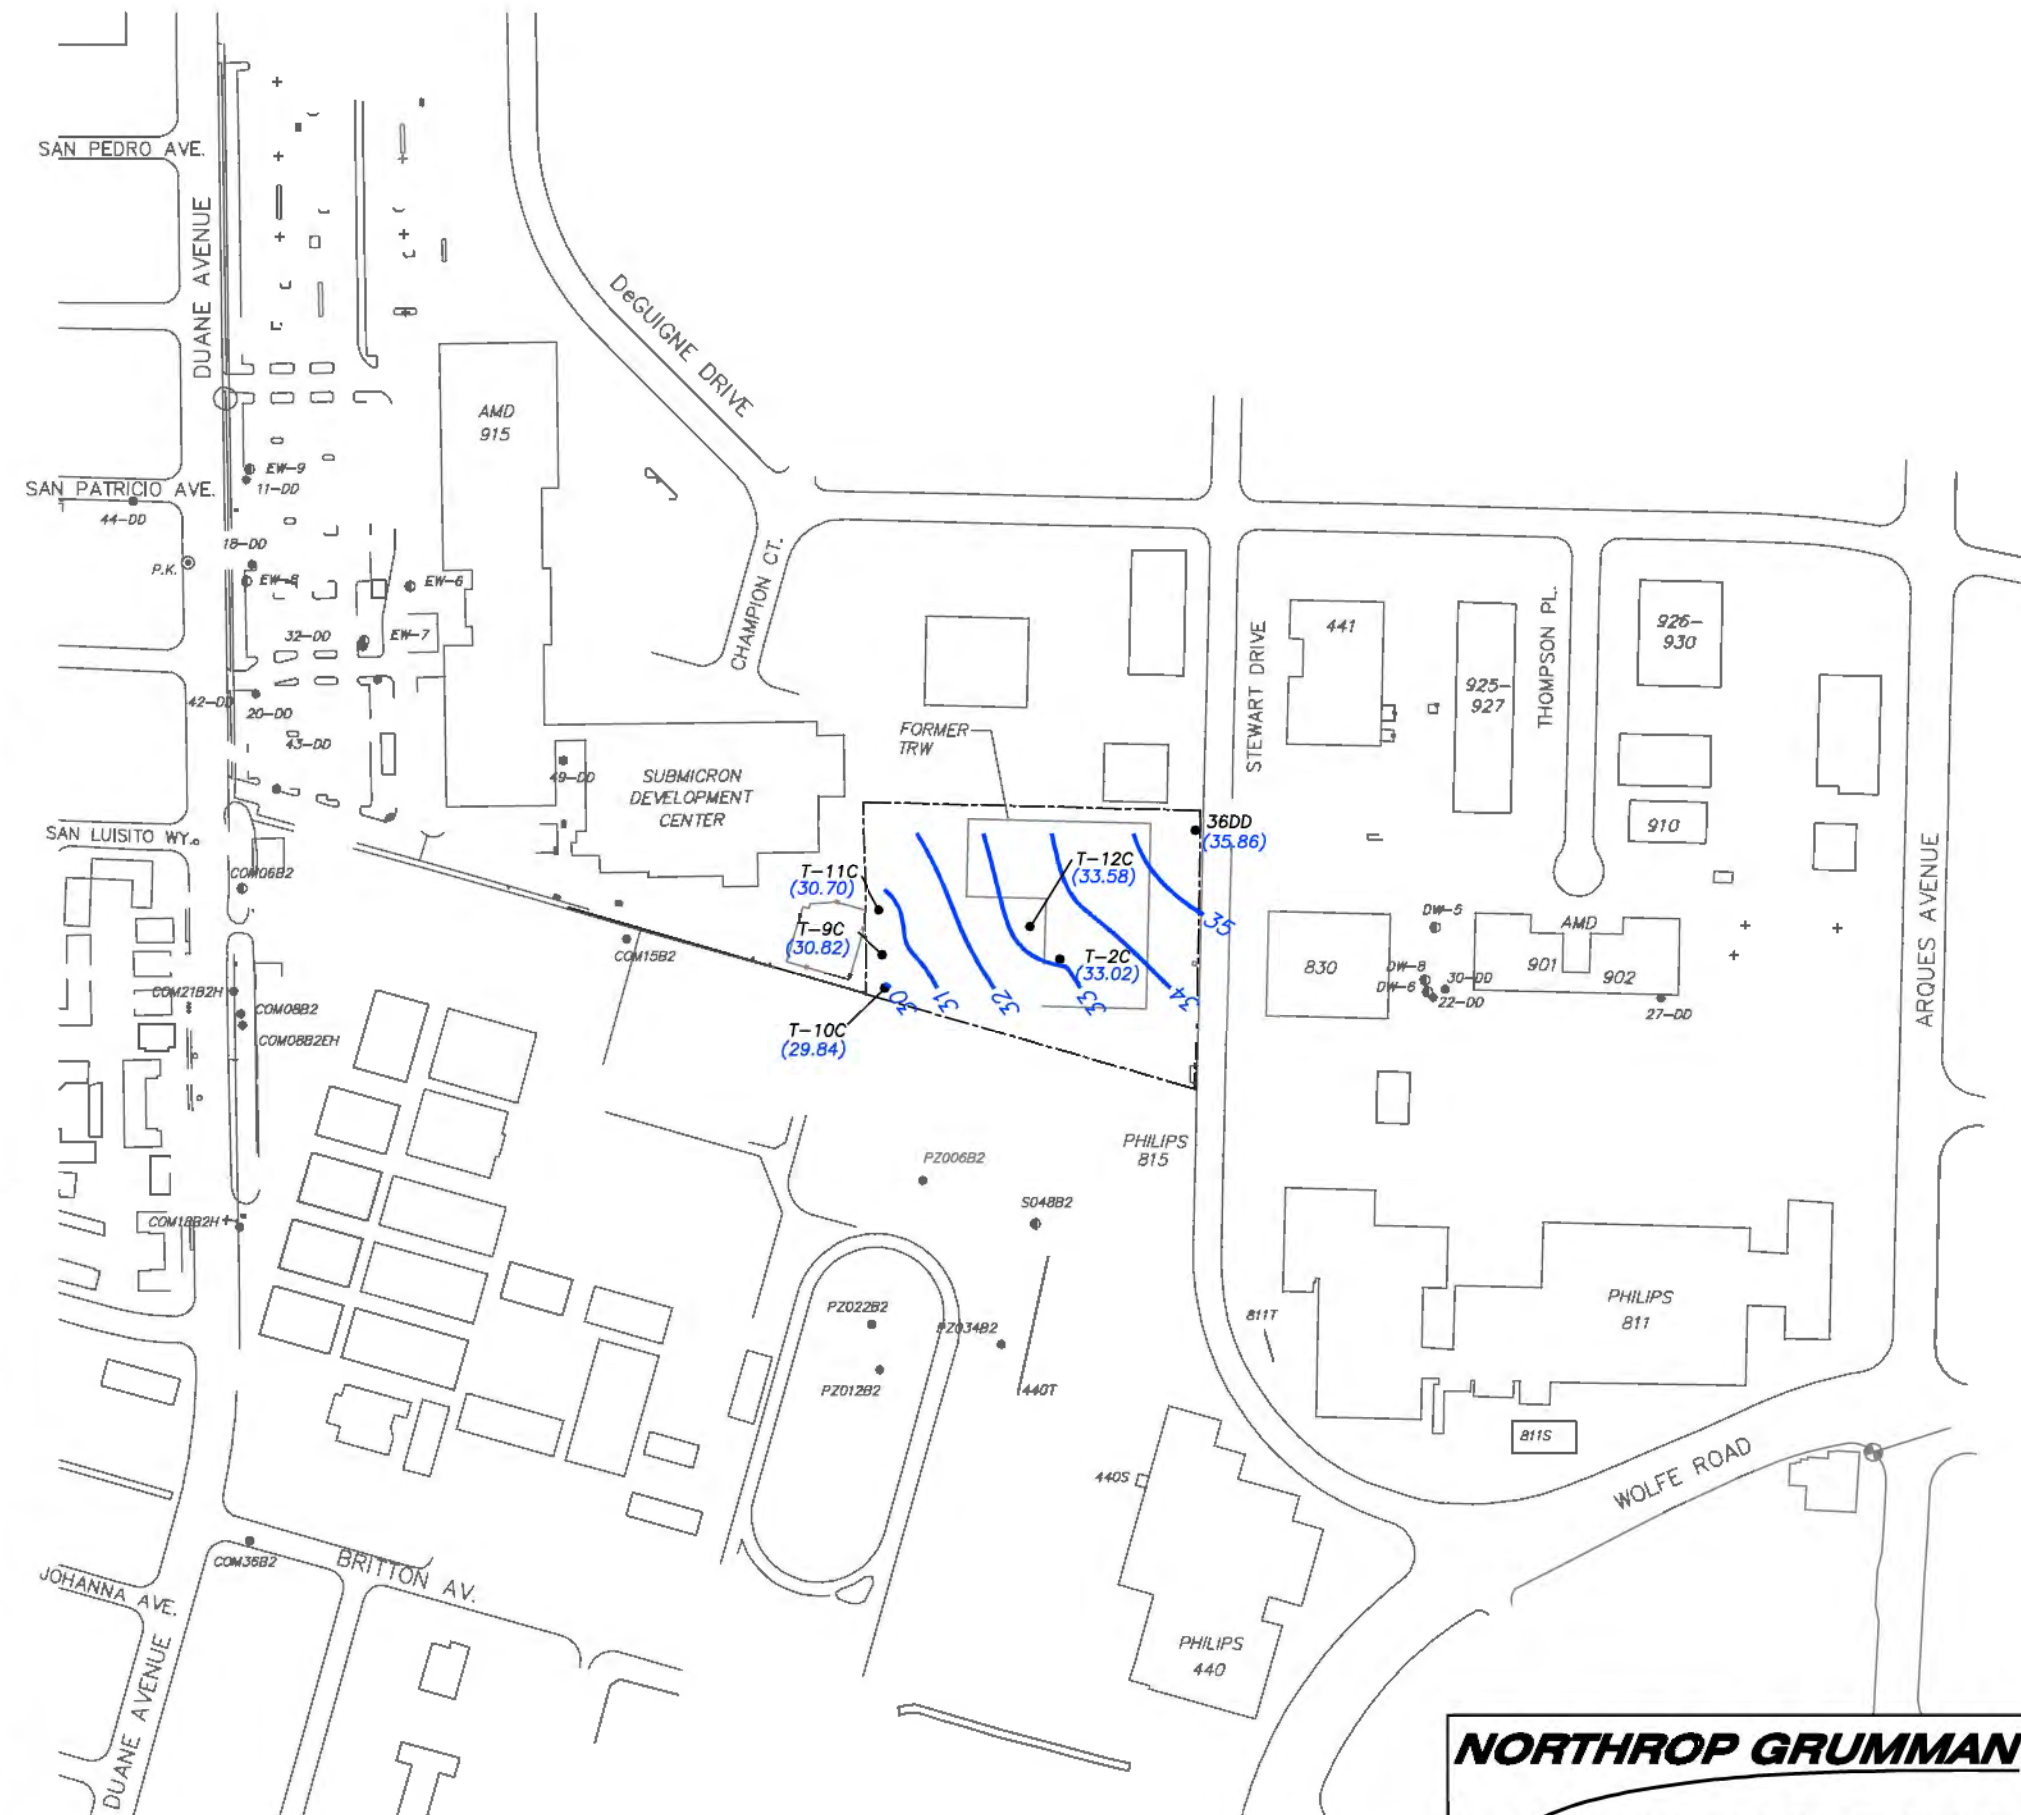 SAN PEDRO AVE.
DUANE AVENUE
DeGUIGNE DRIVE
AMD
915
EW-9
11-DD
SAN PATRICIO AVE.
44-DD
18-DD
P.K.
EW-8
EW-6
32-DD
EW-7
CHAMPION CT.
42-DD
20-DD
43-DD
49-DD
SUBMICRON
DEVELOPMENT
CENTER
FORMER
TRW
STEWART DRIVE
441
925-
927
THOMPSON PL.
926-
930
910
ARQUES AVENUE
SAN LUISITO WY.
COM06B2
36DD
(35.86)
T-12C
(33.58)
T-11C
(30.70)
T-9C
(30.82)
T-2C
(33.02)
T-10C
(29.84)
30
31
32
33
34
35
COM15B2
COM21B2H
COM08B2
COM08B2EH
830
DW-5
DW-8
DW-6
30-DD
22-DD
AMD
901
902
27-DD
PHILIPS
815
PZ006B2
S048B2
COM18B2H
PZ022B2
PZ034B2
PZ012B2
440T
811T
PHILIPS
811
811S
440S
WOLFE ROAD
COM36B2
BRITTON AV.
JOHANNA AVE.
DUANE AVENUE
PHILIPS
440
NORTHROP GRUMMAN